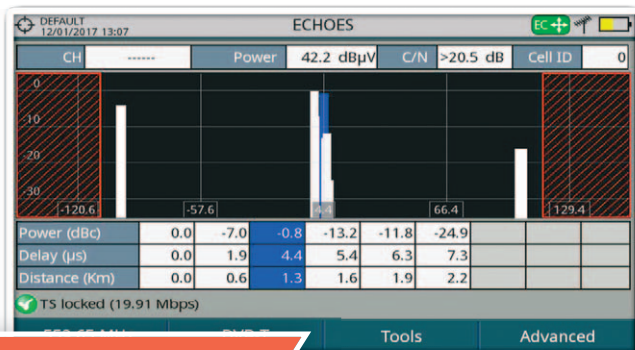 DEFAULT
12/01/2017 13:07
ECHOES
EC
CH ------ Power 42.2 dBµV C/N >20.5 dB Cell ID 0
0
-10
-20
-30
-120.6 -57.6 4.4 66.4 129.4
Power (dBc) 0.0 -7.0 -0.8 -13.2 -11.8 -24.9
Delay (µs) 0.0 1.9 4.4 5.4 6.3 7.3
Distance (Km) 0.0 0.6 1.3 1.6 1.9 2.2
TS locked (19.91 Mbps)
Tools Advanced